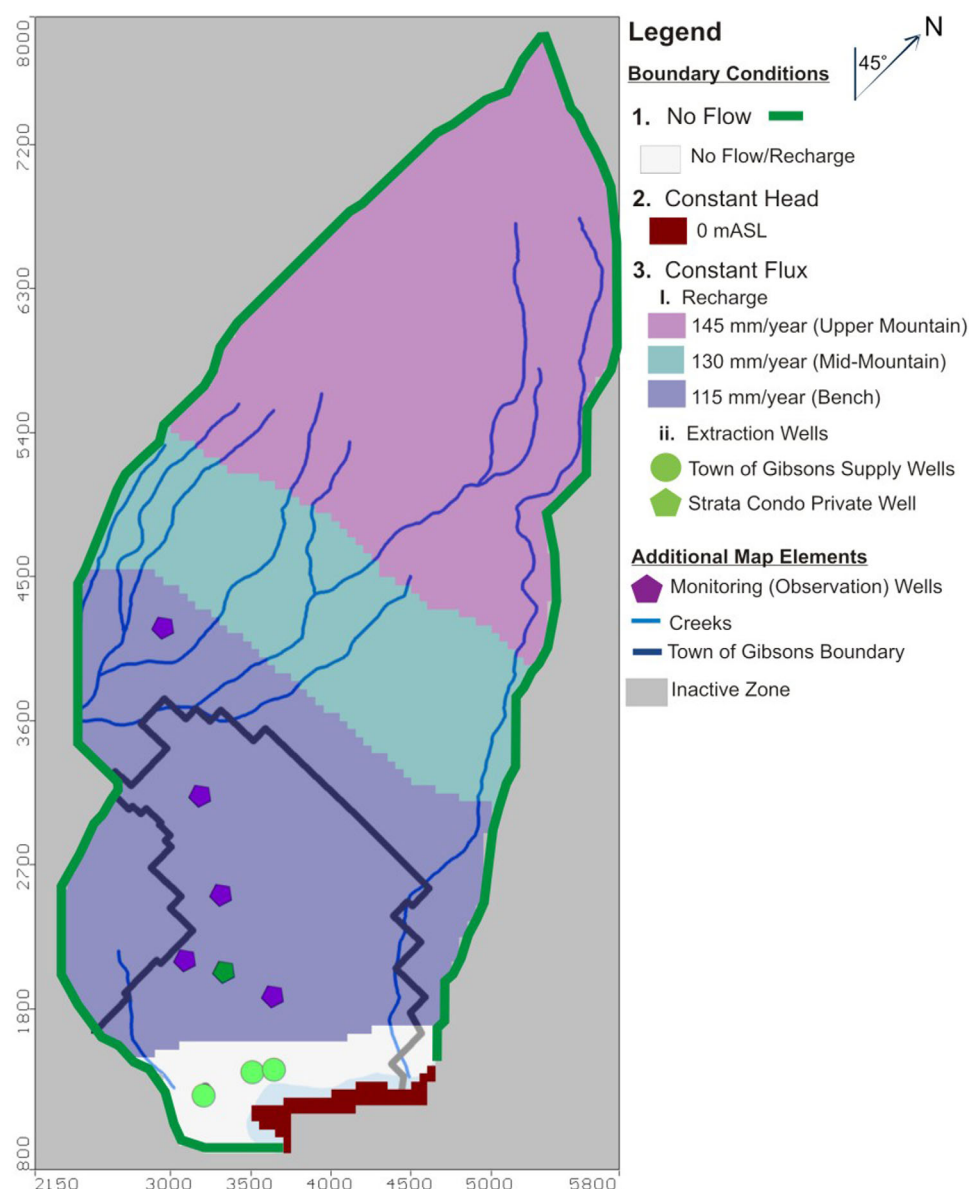 8000
7200
6300
5400
4500
3600
2700
1800
800
2150
3000
3500
4000
4500
5000
5800
Legend
N
45°
Boundary Conditions
1. No Flow
No Flow/Recharge
2. Constant Head
0 mASL
3. Constant Flux
I. Recharge
145 mm/year (Upper Mountain)
130 mm/year (Mid-Mountain)
115 mm/year (Bench)
ii. Extraction Wells
Town of Gibsons Supply Wells
Strata Condo Private Well
Additional Map Elements
Monitoring (Observation) Wells
Creeks
Town of Gibsons Boundary
Inactive Zone